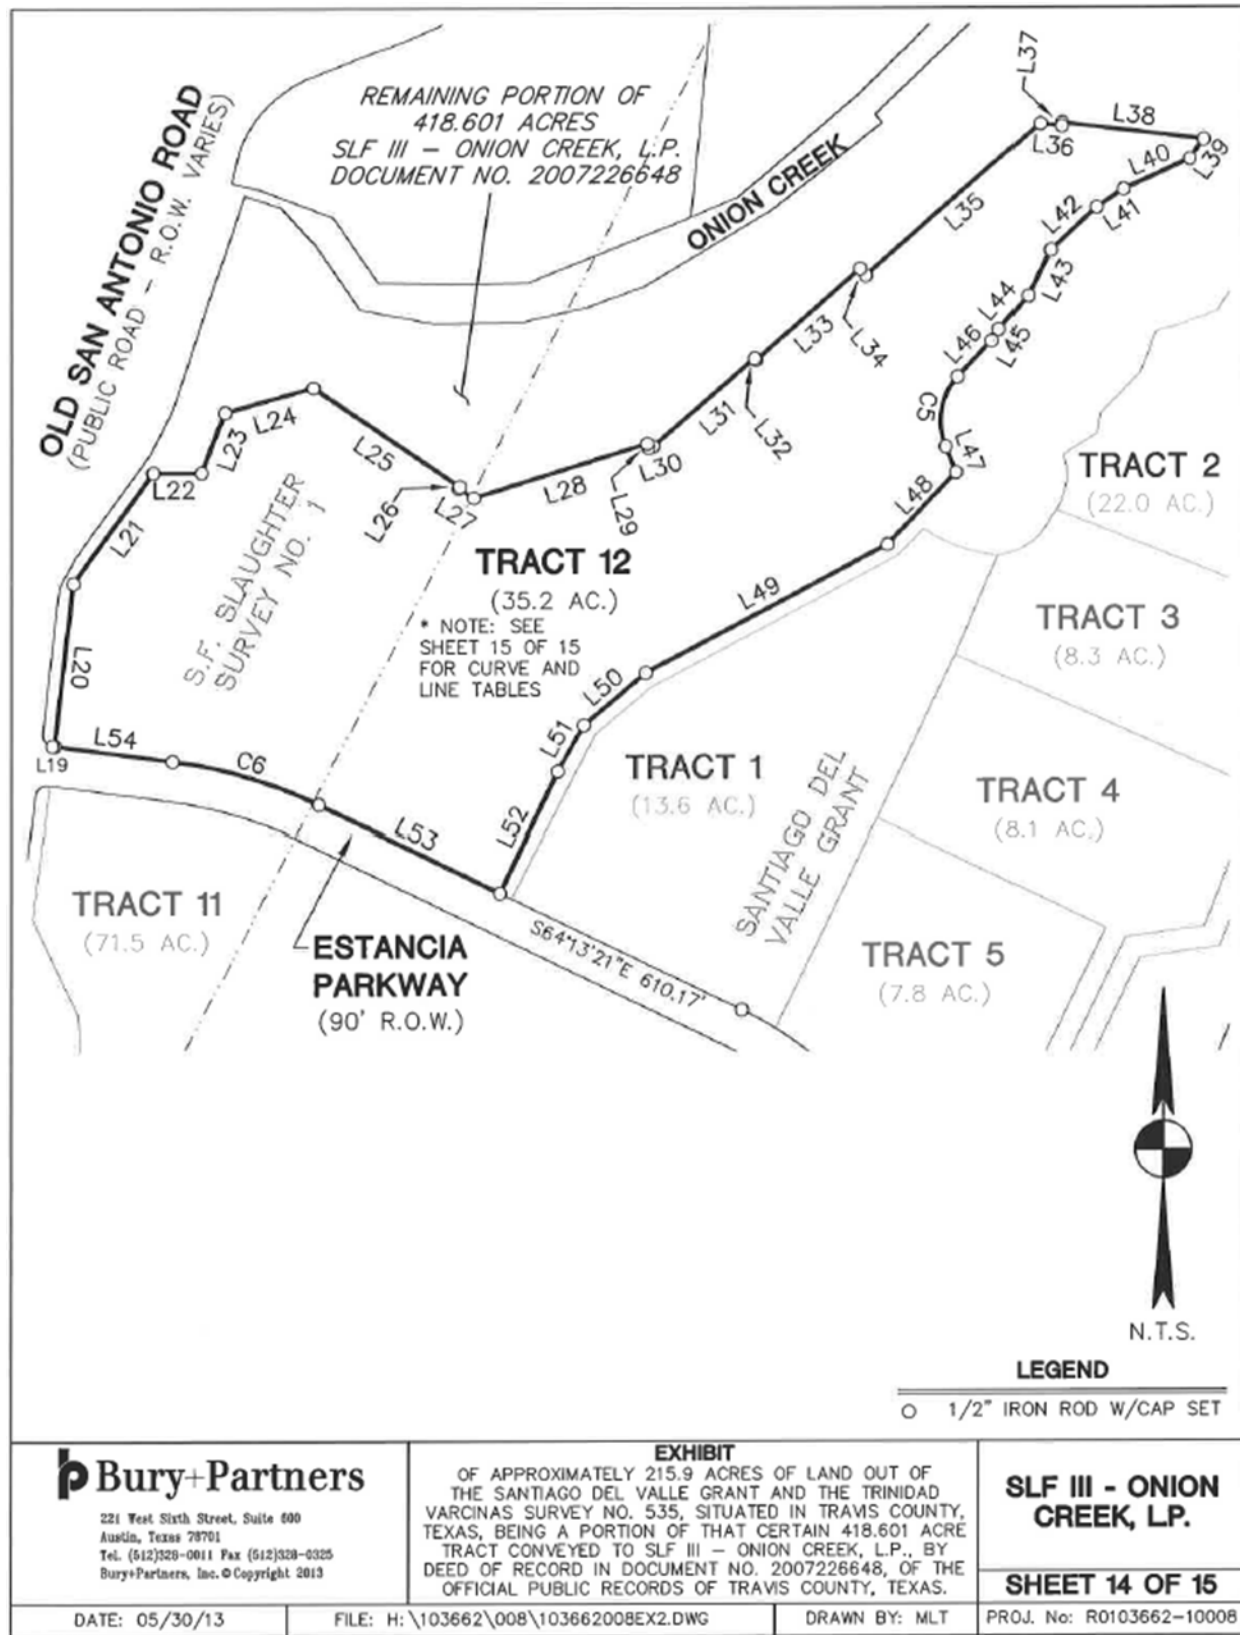 L37
L38
L36
L39
L40
L41
L42
L35
L43
OLD SAN ANTONIO ROAD
(PUBLIC ROAD - R.O.W. VARIES)
REMAINING PORTION OF
418.601 ACRES
SLF III - ONION CREEK, L.P.
DOCUMENT NO. 2007226648
ONION CREEK
L44
L45
L46
L33
L34
C5
L31
L32
L47
L48
L30
L29
L28
L27
L26
L25
L24
L23
L22
L21
L20
TRACT 2
(22.0 AC.)
S.F. SLAUGHTER
SURVEY NO. 1
TRACT 12
(35.2 AC.)
* NOTE: SEE
SHEET 15 OF 15
FOR CURVE AND
LINE TABLES
L49
TRACT 3
(8.3 AC.)
L50
L51
L52
L54
L19
C6
L53
TRACT 1
(13.6 AC.)
SANTIAGO DEL
VALLE GRANT
TRACT 4
(8.1 AC.)
TRACT 11
(71.5 AC.)
ESTANCIA
PARKWAY
(90' R.O.W.)
S64°13'21"E 610.17'
TRACT 5
(7.8 AC.)
N.T.S.
LEGEND
1/2" IRON ROD W/CAP SET
Bury+Partners
221 West Sixth Street, Suite 600
Austin, Texas 78701
Tel. (512)328-0011 Fax (512)328-0325
Bury+Partners, Inc. © Copyright 2013
EXHIBIT
OF APPROXIMATELY 215.9 ACRES OF LAND OUT OF
THE SANTIAGO DEL VALLE GRANT AND THE TRINIDAD
VARCINAS SURVEY NO. 535, SITUATED IN TRAVIS COUNTY,
TEXAS, BEING A PORTION OF THAT CERTAIN 418.601 ACRE
TRACT CONVEYED TO SLF III - ONION CREEK, L.P., BY
DEED OF RECORD IN DOCUMENT NO. 2007226648, OF THE
OFFICIAL PUBLIC RECORDS OF TRAVIS COUNTY, TEXAS.
SLF III - ONION
CREEK, L.P.
SHEET 14 OF 15
DATE: 05/30/13
FILE: H:\103662\008\103662008EX2.DWG
DRAWN BY: MLT
PROJ. No: R0103662-10008